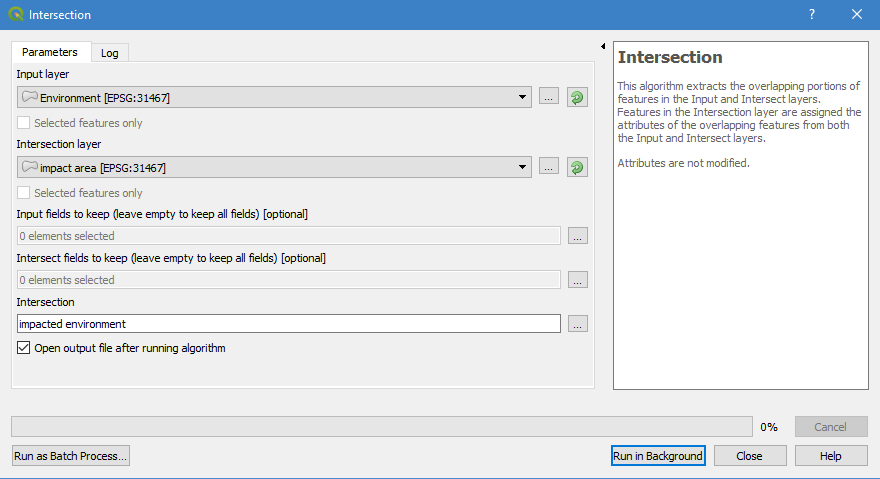 Intersection
?
Parameters
Log
Input layer
Environment [EPSG:31467]
...
Selected features only
Intersection layer
impact area [EPSG:31467]
...
Selected features only
Input fields to keep (leave empty to keep all fields) [optional]
0 elements selected
...
Intersect fields to keep (leave empty to keep all fields) [optional]
0 elements selected
...
Intersection
impacted environment
...
Open output file after running algorithm
Intersection
This algorithm extracts the overlapping portions of
features in the Input and Intersect layers.
Features in the Intersection layer are assigned the
attributes of the overlapping features from both
the Input and Intersect layers.
Attributes are not modified.
0%
Cancel
Run as Batch Process...
Run in Background
Close
Help